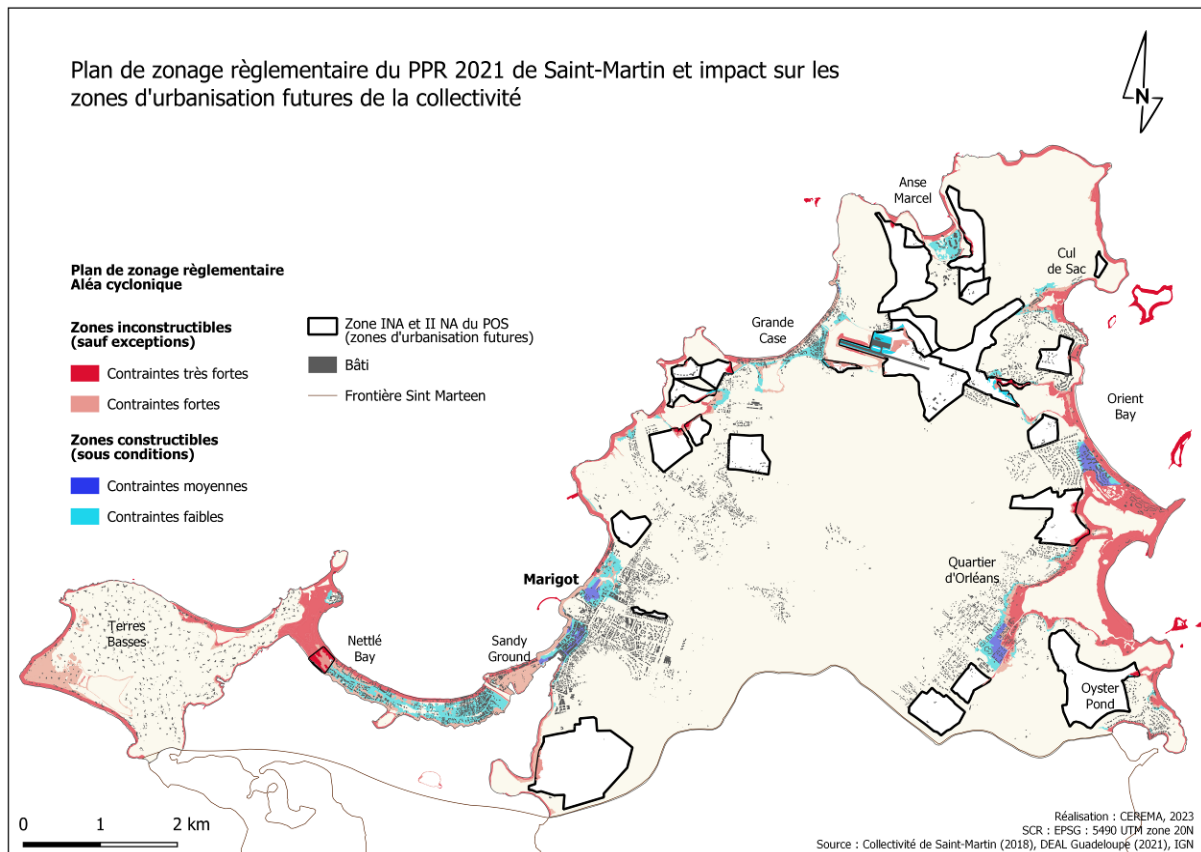 Plan de zonage règlementaire du PPR 2021 de Saint-Martin et impact sur les
zones d'urbanisation futures de la collectivité
N
Plan de zonage règlementaire
Aléa cyclonique
Zones inconstructibles
(sauf exceptions)
Contraintes très fortes
Contraintes fortes
Zones constructibles
(sous conditions)
Contraintes moyennes
Contraintes faibles
Zone INA et II NA du POS
(zones d'urbanisation futures)
Bâti
Frontière Sint Marteen
Anse
Marcel
Cul
de Sac
Grande
Case
Orient
Bay
Marigot
Quartier
d'Orléans
Terres
Basses
Nettlé
Bay
Sandy
Ground
Oyster
Pond
0 1 2 km
Réalisation : CEREMA, 2023
SCR : EPSG : 5490 UTM zone 20N
Source : Collectivité de Saint-Martin (2018), DEAL Guadeloupe (2021), IGN